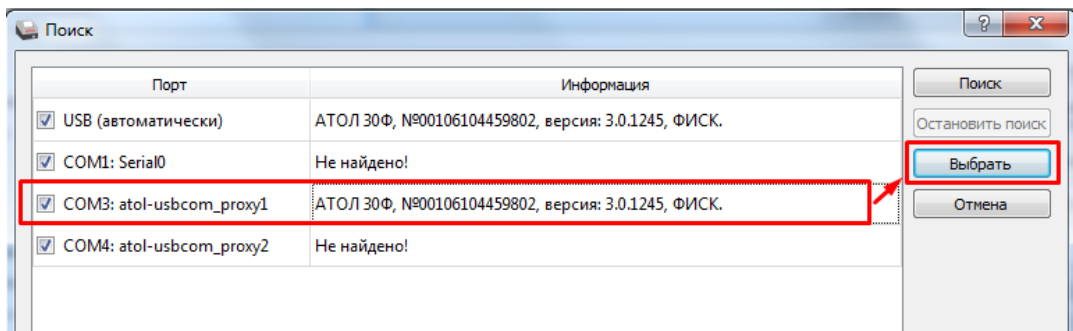 Поиск
Порт Информация
Поиск
USB (автоматически) АТОЛ 30Ф, №00106104459802, версия: 3.0.1245, ФИСК.
Остановить поиск
COM1: Serial0 Не найдено!
Выбрать
COM3: atol-usbcom_proxy1 АТОЛ 30Ф, №00106104459802, версия: 3.0.1245, ФИСК.
Отмена
COM4: atol-usbcom_proxy2 Не найдено!